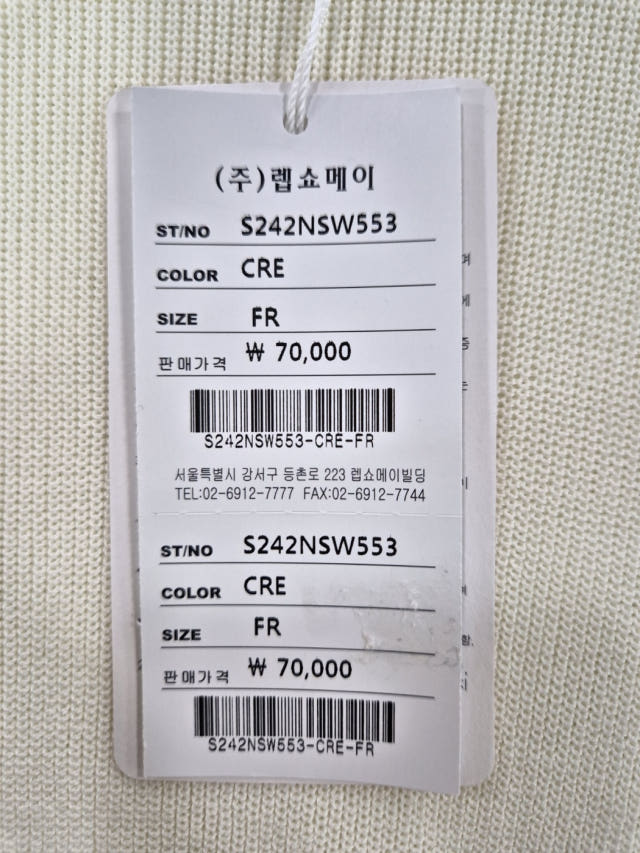 (주)렙쇼메이
ST/NO S242NSW553
COLOR CRE
SIZE FR
판매가격 ₩ 70,000
S242NSW553-CRE-FR
서울특별시 강서구 등촌로 223 렙쇼메이빌딩
TEL:02-6912-7777 FAX:02-6912-7744
ST/NO S242NSW553
COLOR CRE
SIZE FR
판매가격 ₩ 70,000
S242NSW553-CRE-FR